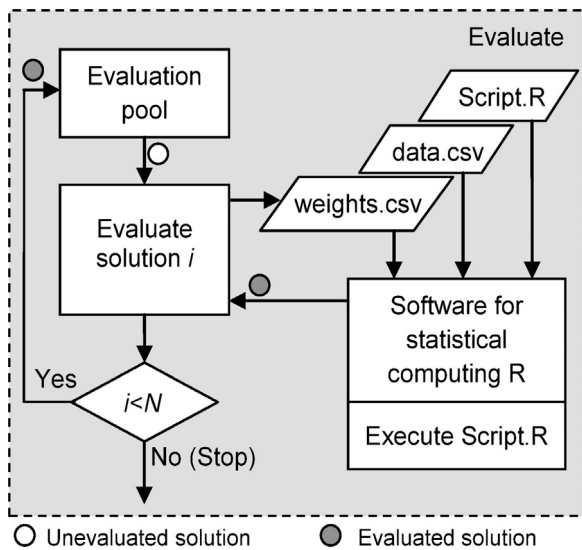 Evaluate
Evaluation
pool
Script.R
data.csv
weights.csv
Evaluate
solution i
Software for
statistical
computing R
Execute Script.R
Yes
i<N
No (Stop)
Unevaluated solution
Evaluated solution